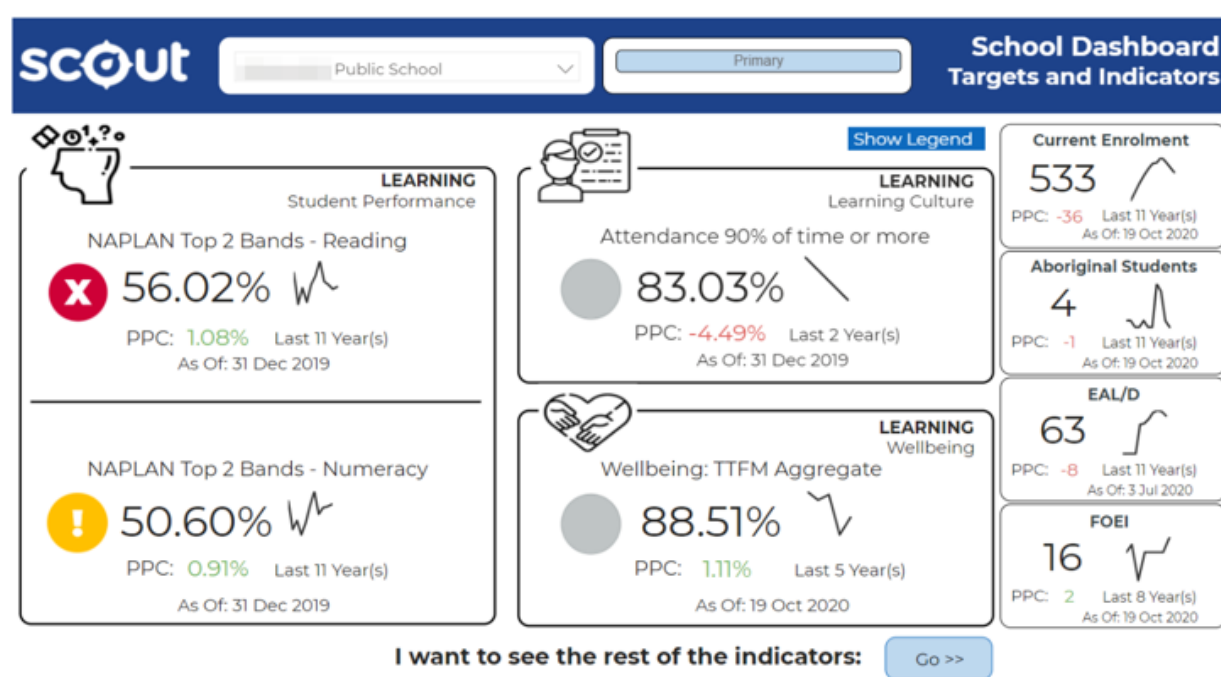 scout
Public School
Primary
School Dashboard
Targets and Indicators
Show Legend
LEARNING
Student Performance
NAPLAN Top 2 Bands - Reading
X
56.02%
PPC: 1.08% Last 11 Year(s)
As Of: 31 Dec 2019
NAPLAN Top 2 Bands - Numeracy
!
50.60%
PPC: 0.91% Last 11 Year(s)
As Of: 31 Dec 2019
LEARNING
Learning Culture
Attendance 90% of time or more
83.03%
PPC: -4.49% Last 2 Year(s)
As Of: 31 Dec 2019
LEARNING
Wellbeing
Wellbeing: TTFM Aggregate
88.51%
PPC: 1.11% Last 5 Year(s)
As Of: 19 Oct 2020
Current Enrolment
533
PPC: -36 Last 11 Year(s)
As Of: 19 Oct 2020
Aboriginal Students
4
PPC: -1 Last 11 Year(s)
As Of: 19 Oct 2020
EAL/D
63
PPC: -8 Last 11 Year(s)
As Of: 3 Jul 2020
FOEI
16
PPC: 2 Last 8 Year(s)
As Of: 19 Oct 2020
I want to see the rest of the indicators: Go >>